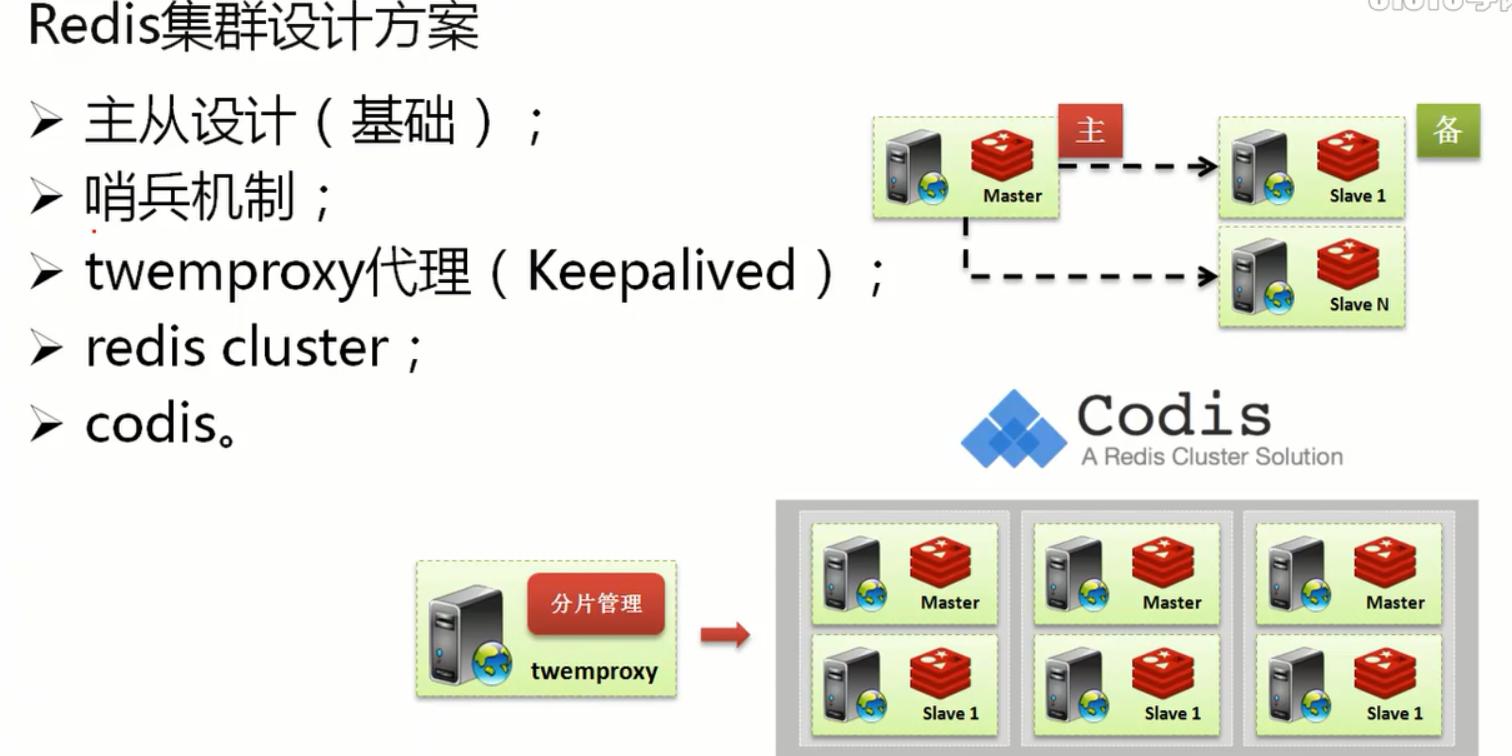 Redis集群设计方案
主从设计（基础）；
哨兵机制；
twemproxy代理（Keepalived）；
redis cluster；
codis。
主
备
Master
Slave 1
Slave N
Codis
A Redis Cluster Solution
分片管理
twemproxy
Master
Master
Master
Slave 1
Slave 1
Slave 1